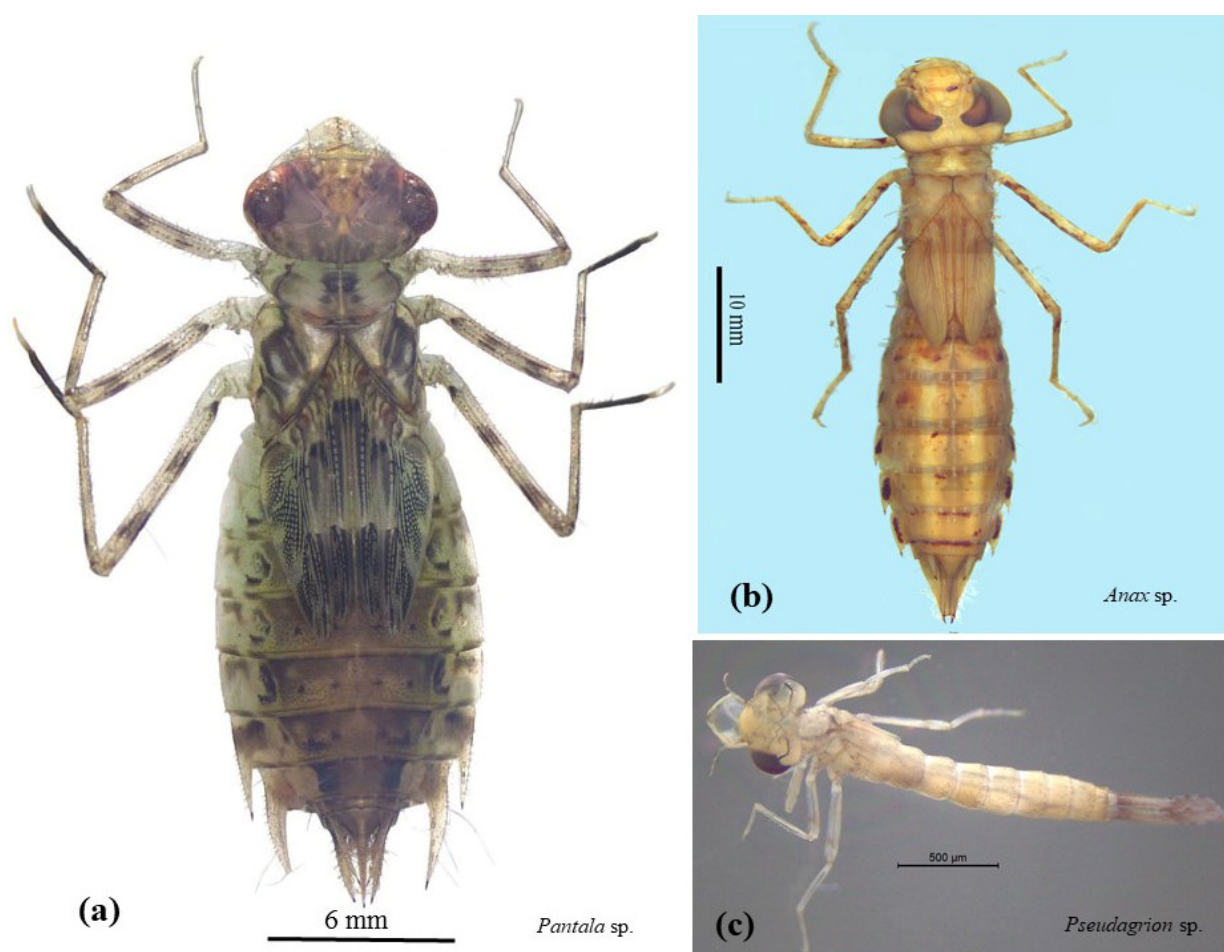 (a)
6 mm
Pantala sp.
10 mm
(b)
Anax sp.
500 µm
(c)
Pseudagrion sp.